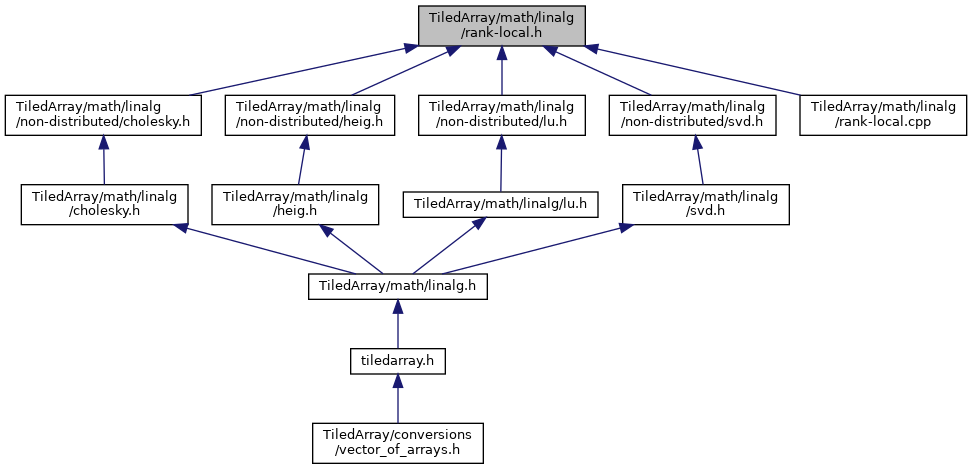 TiledArray/math/linalg
/rank-local.h
TiledArray/math/linalg
/non-distributed/cholesky.h
TiledArray/math/linalg
/non-distributed/heig.h
TiledArray/math/linalg
/non-distributed/lu.h
TiledArray/math/linalg
/non-distributed/svd.h
TiledArray/math/linalg
/rank-local.cpp
TiledArray/math/linalg
/cholesky.h
TiledArray/math/linalg
/heig.h
TiledArray/math/linalg/lu.h
TiledArray/math/linalg
/svd.h
TiledArray/math/linalg.h
tiledarray.h
TiledArray/conversions
/vector_of_arrays.h